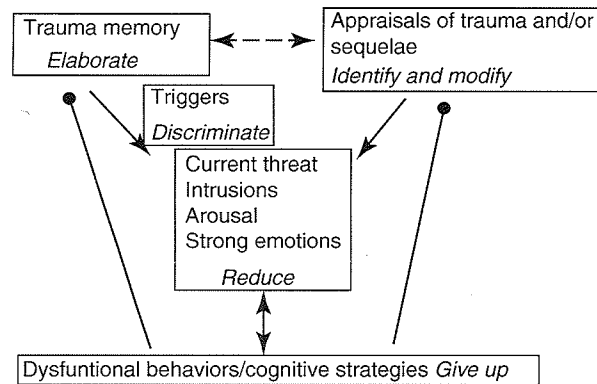 Trauma memory
Elaborate
Appraisals of trauma and/or
sequelae
Identify and modify
Triggers
Discriminate
Current threat
Intrusions
Arousal
Strong emotions
Reduce
Dysfuntional behaviors/cognitive strategies Give up